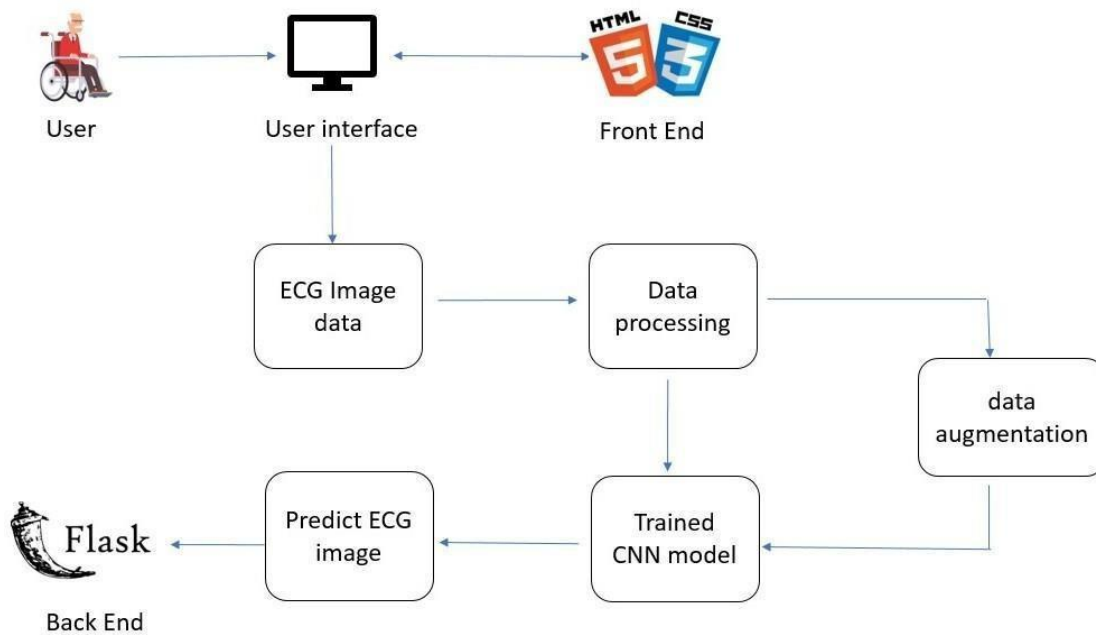 HTML
CSS
5
3
User
User interface
Front End
ECG Image
data
Data
processing
data
augmentation
Flask
Predict ECG
image
Trained
CNN model
Back End